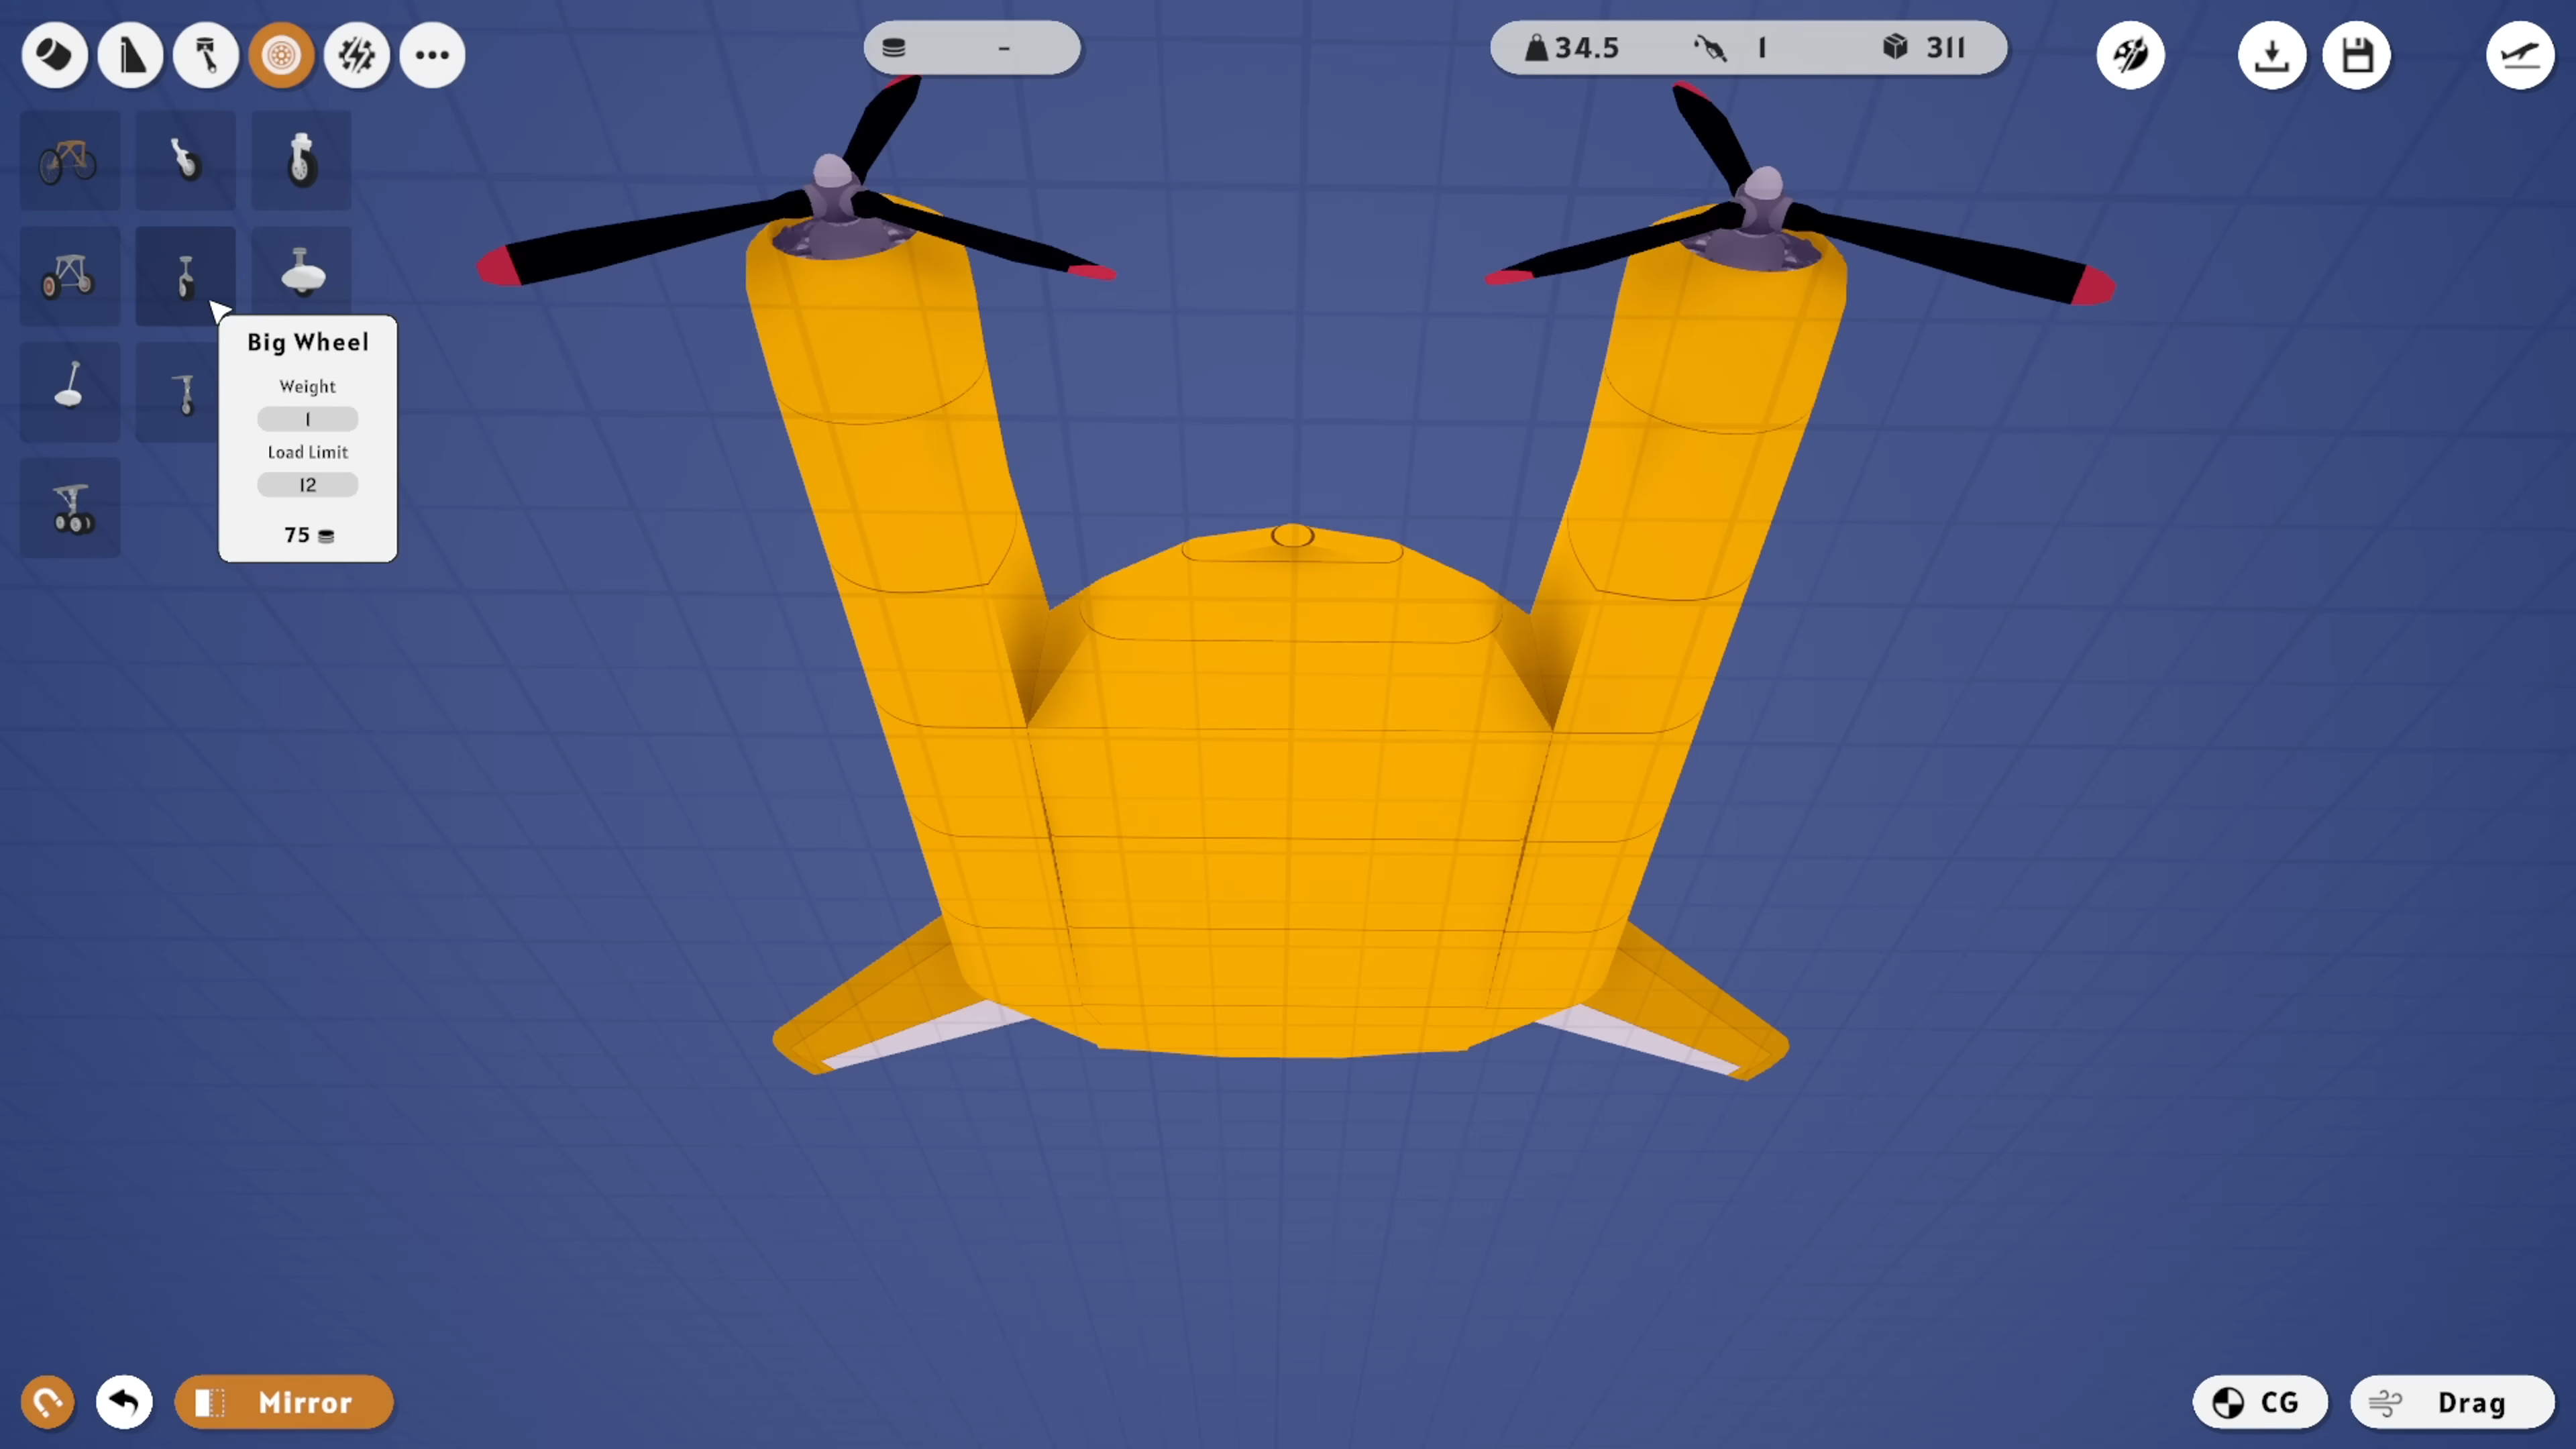 -
34.5 1 311
Big Wheel
Weight
1
Load Limit
12
75
Mirror
CG
Drag